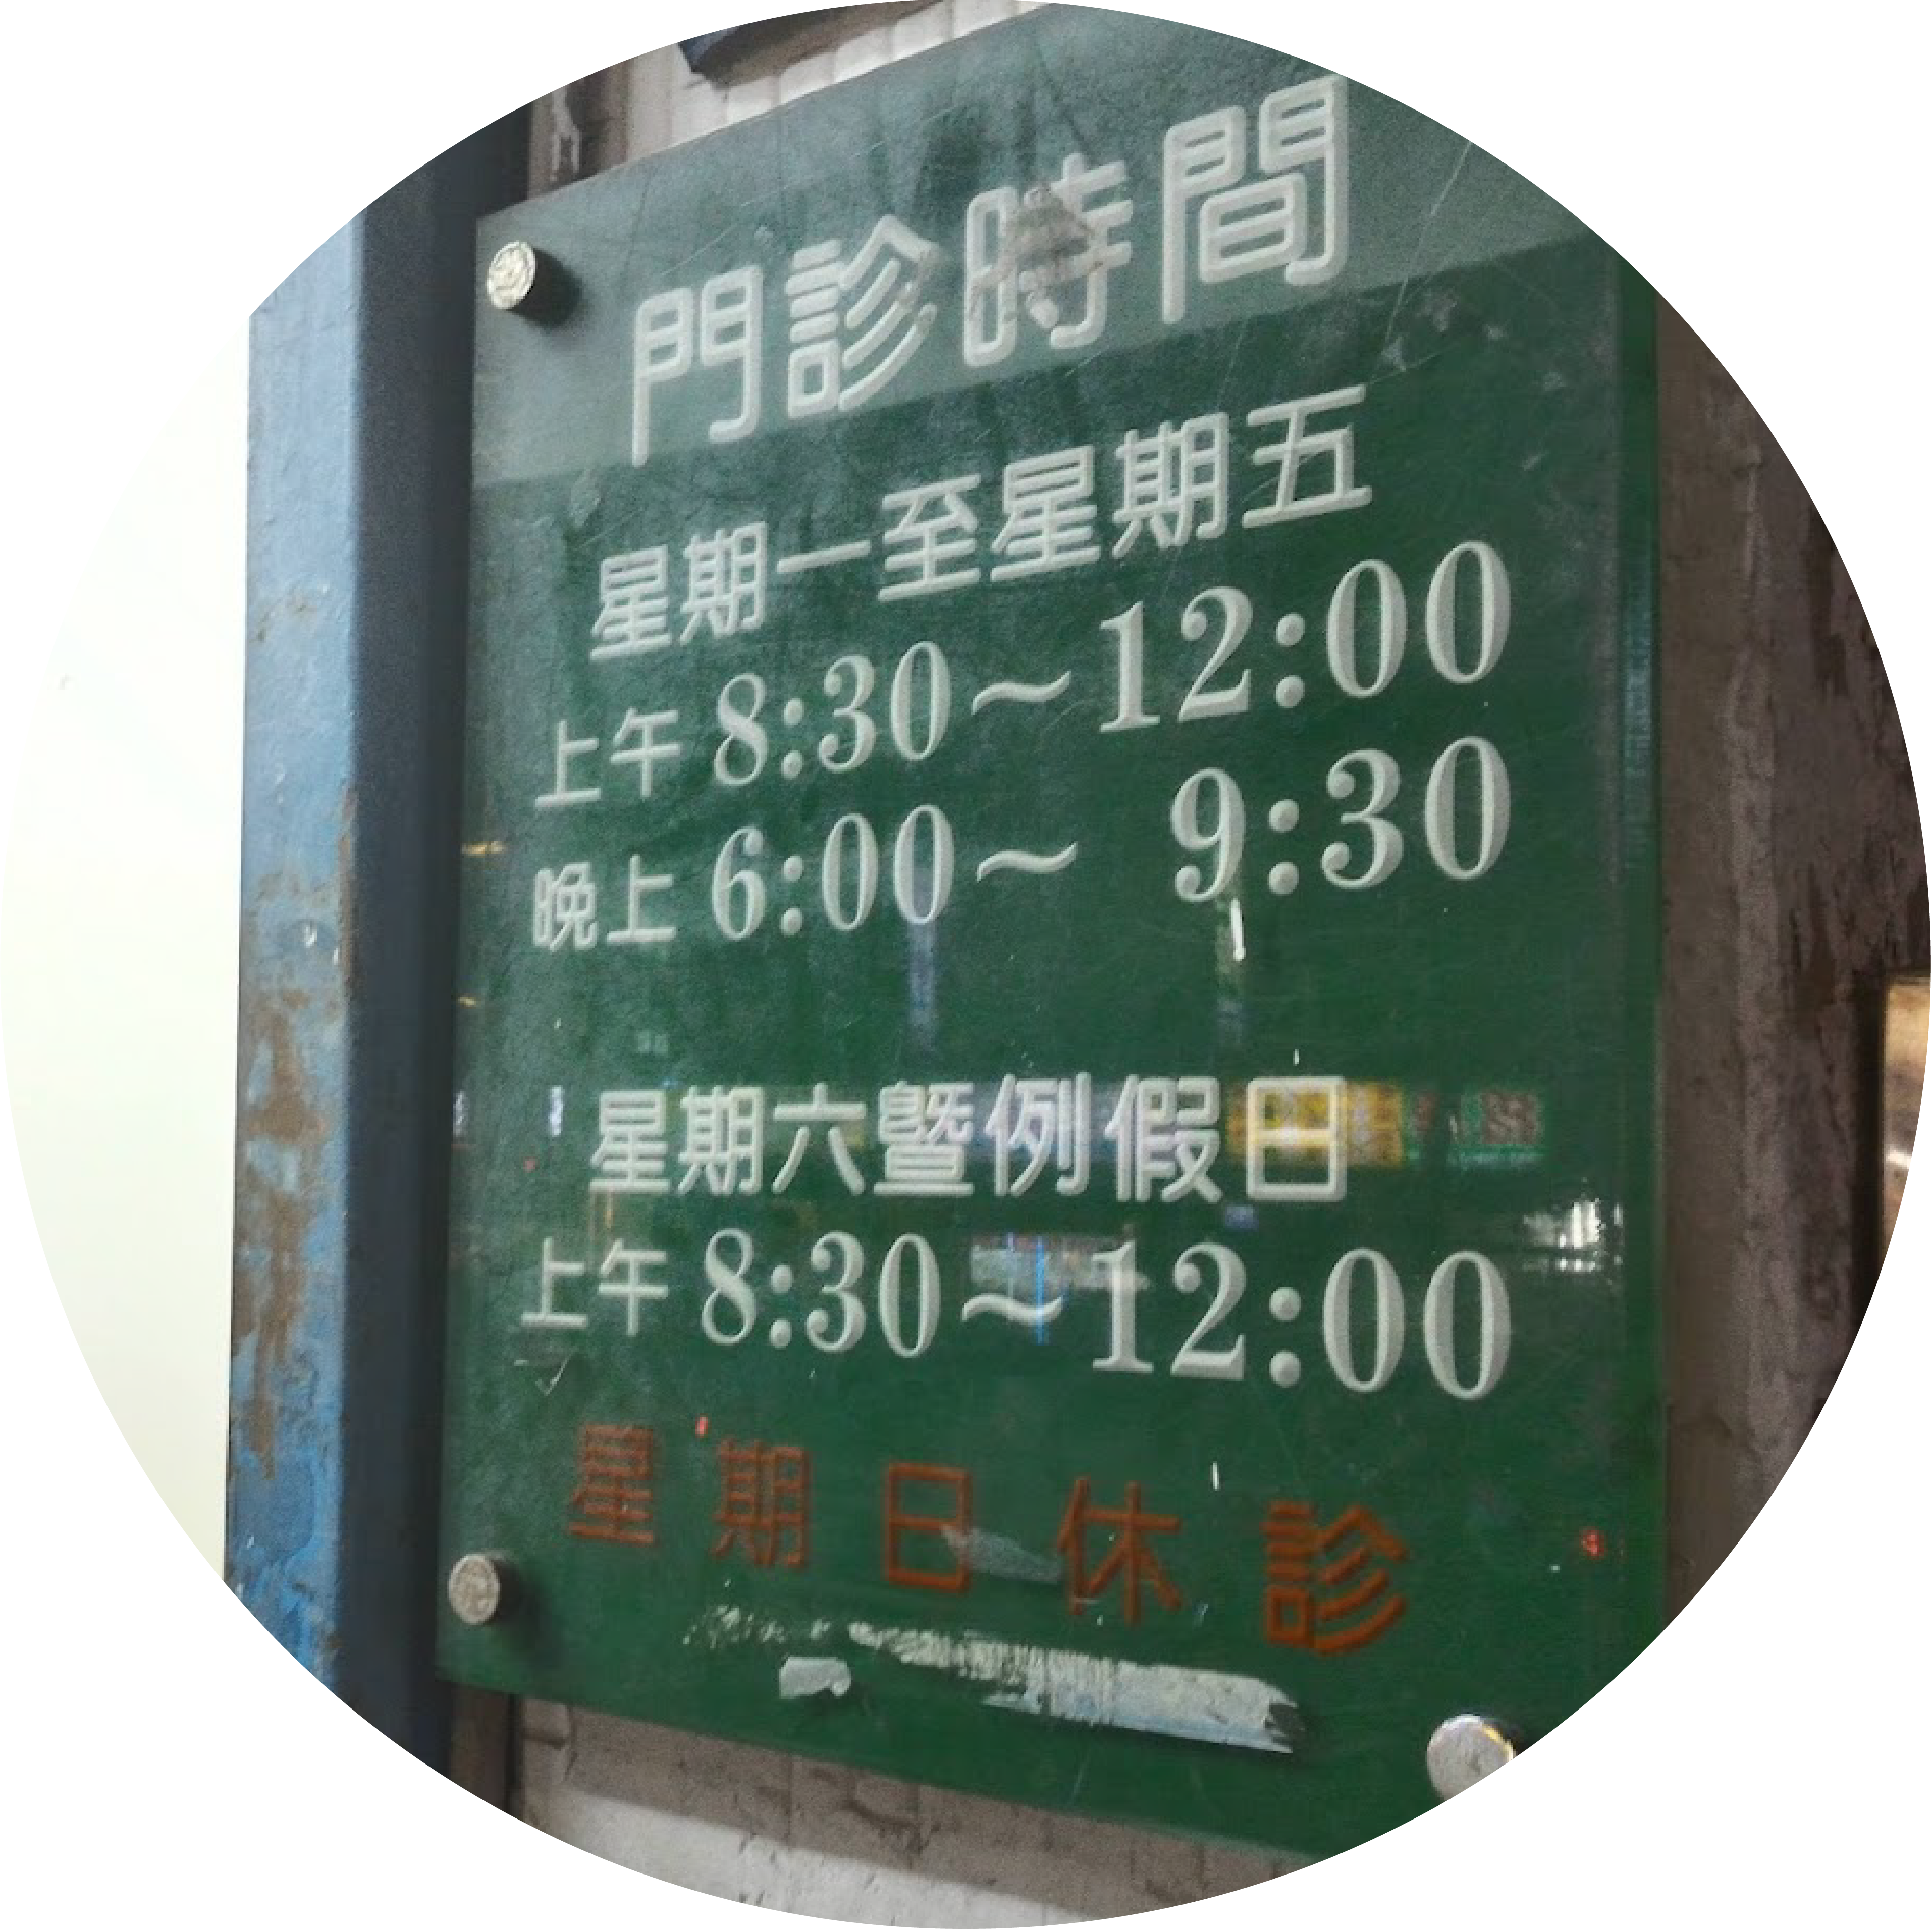 門診時間
星期一至星期五
上午 8:30～12:00
晚上 6:00～ 9:30
星期六暨例假日
上午 8:30～12:00
星期日休診